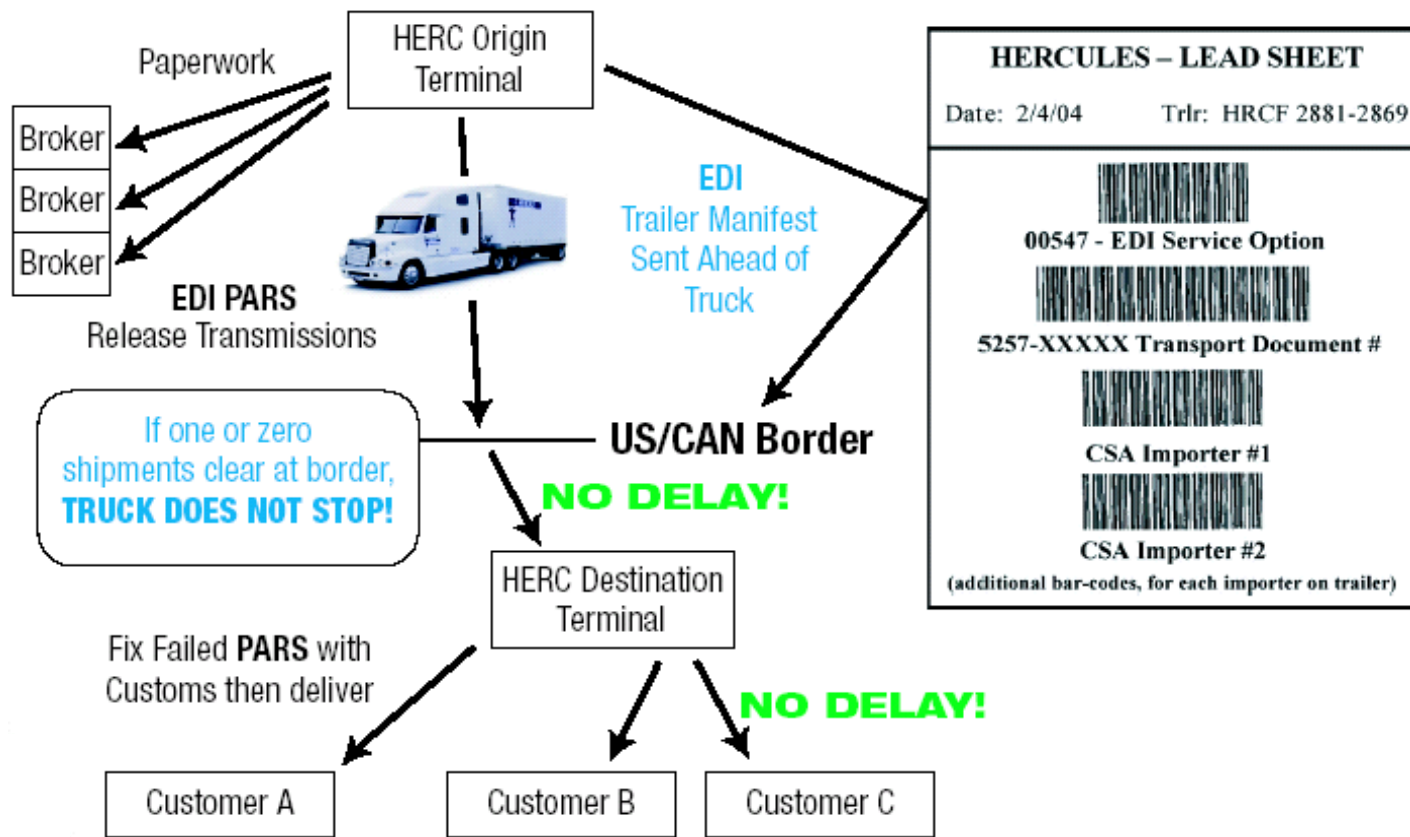 HERC Origin
Terminal
Paperwork
Broker
Broker
Broker
EDI PARS
Release Transmissions
EDI
Trailer Manifest
Sent Ahead of
Truck
If one or zero
shipments clear at border,
TRUCK DOES NOT STOP!
US/CAN Border
NO DELAY!
HERC Destination
Terminal
Fix Failed PARS with
Customs then deliver
NO DELAY!
Customer A
Customer B
Customer C
HERCULES – LEAD SHEET
Date: 2/4/04 Trlr: HRCF 2881-2869
00547 - EDI Service Option
5257-XXXXX Transport Document #
CSA Importer #1
CSA Importer #2
(additional bar-codes, for each importer on trailer)